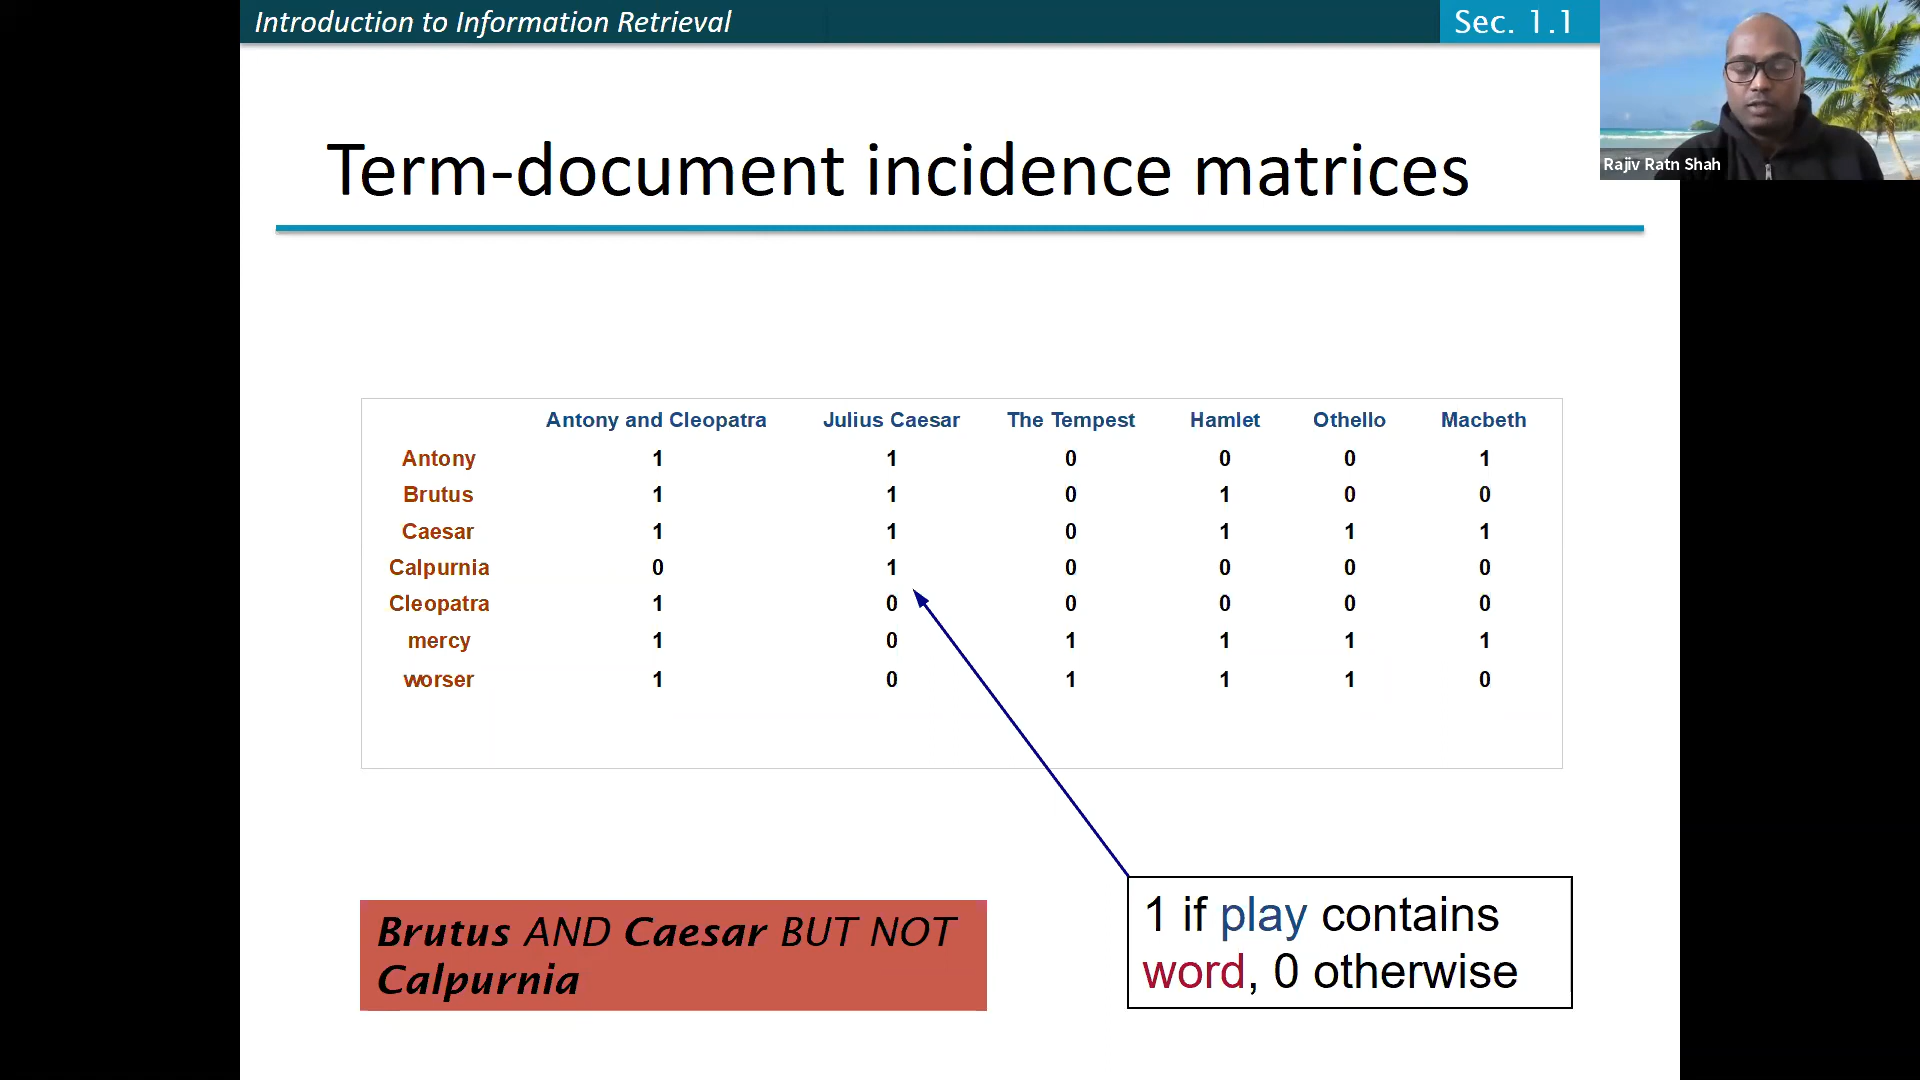 Introduction to Information Retrieval
Sec. 1.1
Rajiv Ratn Shah
Term-document incidence matrices
Antony and Cleopatra Julius Caesar The Tempest Hamlet Othello Macbeth
Antony 1 1 0 0 0 1
Brutus 1 1 0 1 0 0
Caesar 1 1 0 1 1 1
Calpurnia 0 1 0 0 0 0
Cleopatra 1 0 0 0 0 0
mercy 1 0 1 1 1 1
worser 1 0 1 1 1 0
Brutus AND Caesar BUT NOT
Calpurnia
1 if play contains
word, 0 otherwise